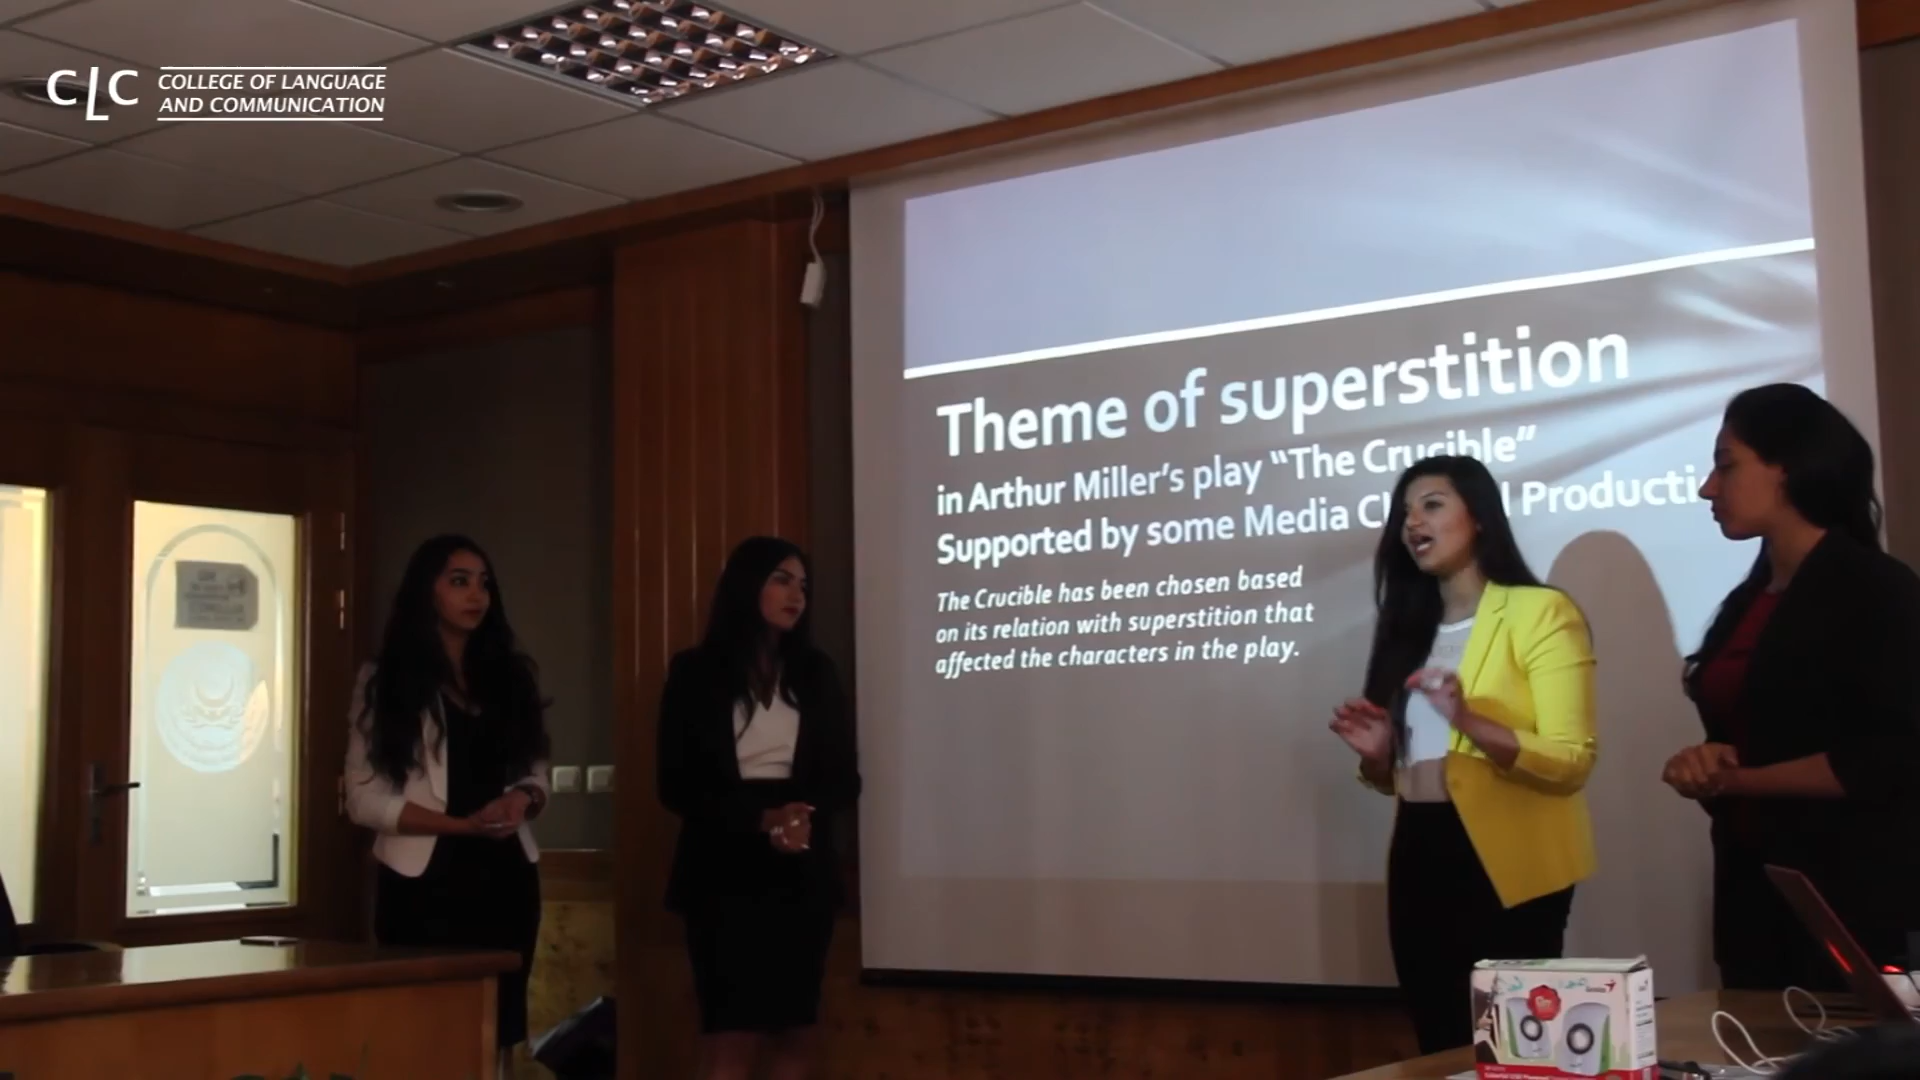 CLC
COLLEGE OF LANGUAGE
AND COMMUNICATION
Theme of superstition
in Arthur Miller's play “The Crucible”
Supported by some Media
The Crucible has been chosen based
on its relation with superstition that
affected the characters in the play.